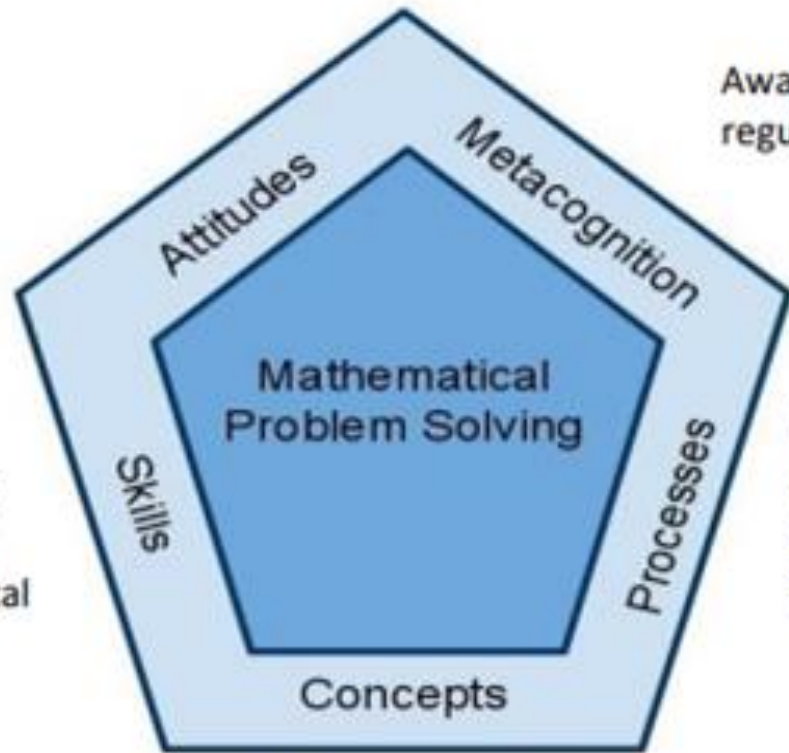 Attitudes
Metacognition
Mathematical
Problem Solving
Skills
Processes
Concepts